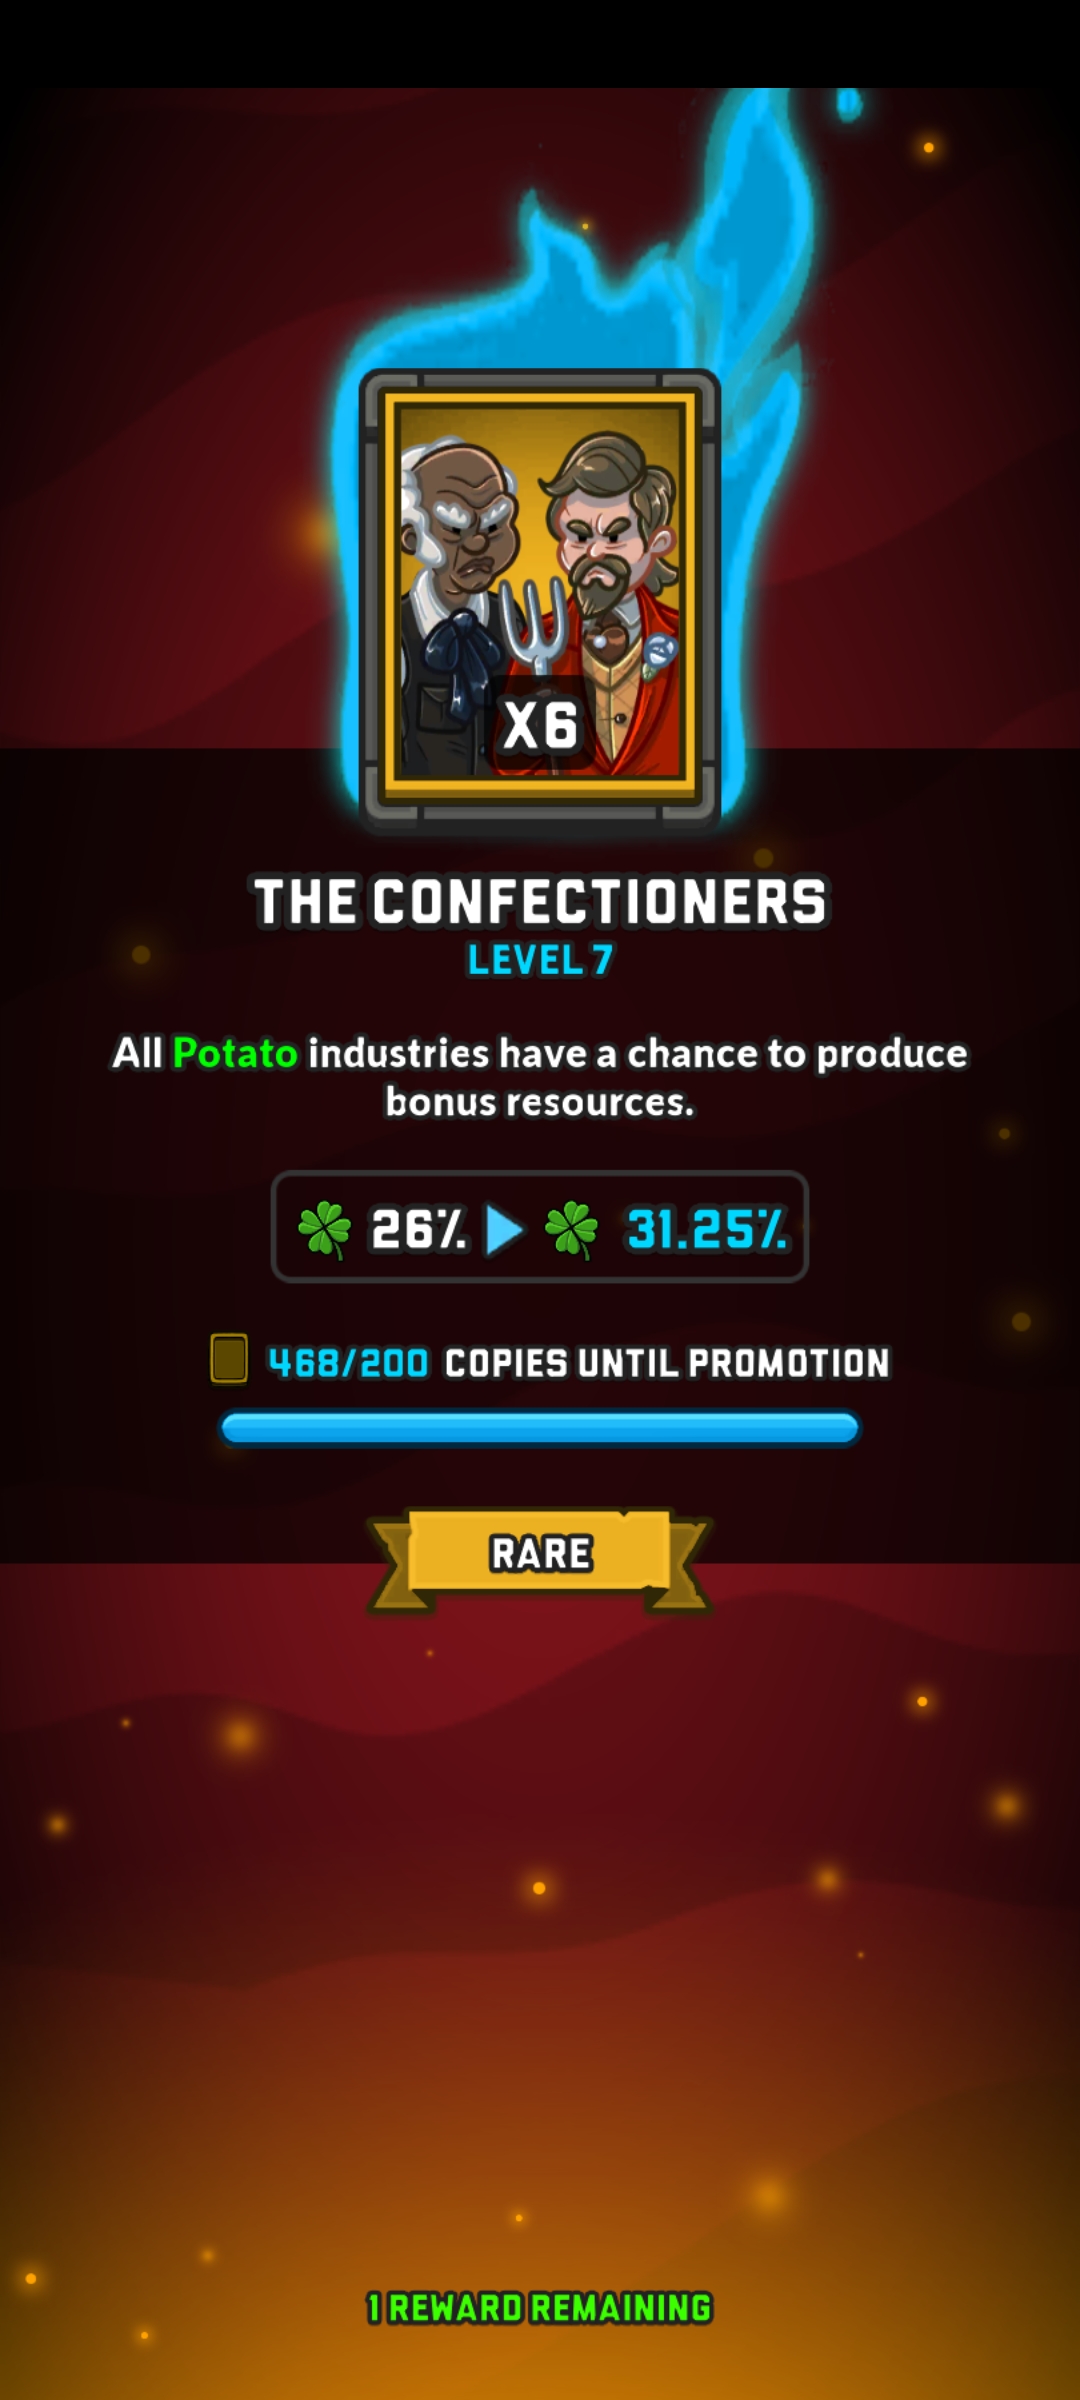 X6
THE CONFECTIONERS
LEVEL 7
All Potato industries have a chance to produce
bonus resources.
26% 31.25%
468/200 COPIES UNTIL PROMOTION
RARE
1 REWARD REMAINING